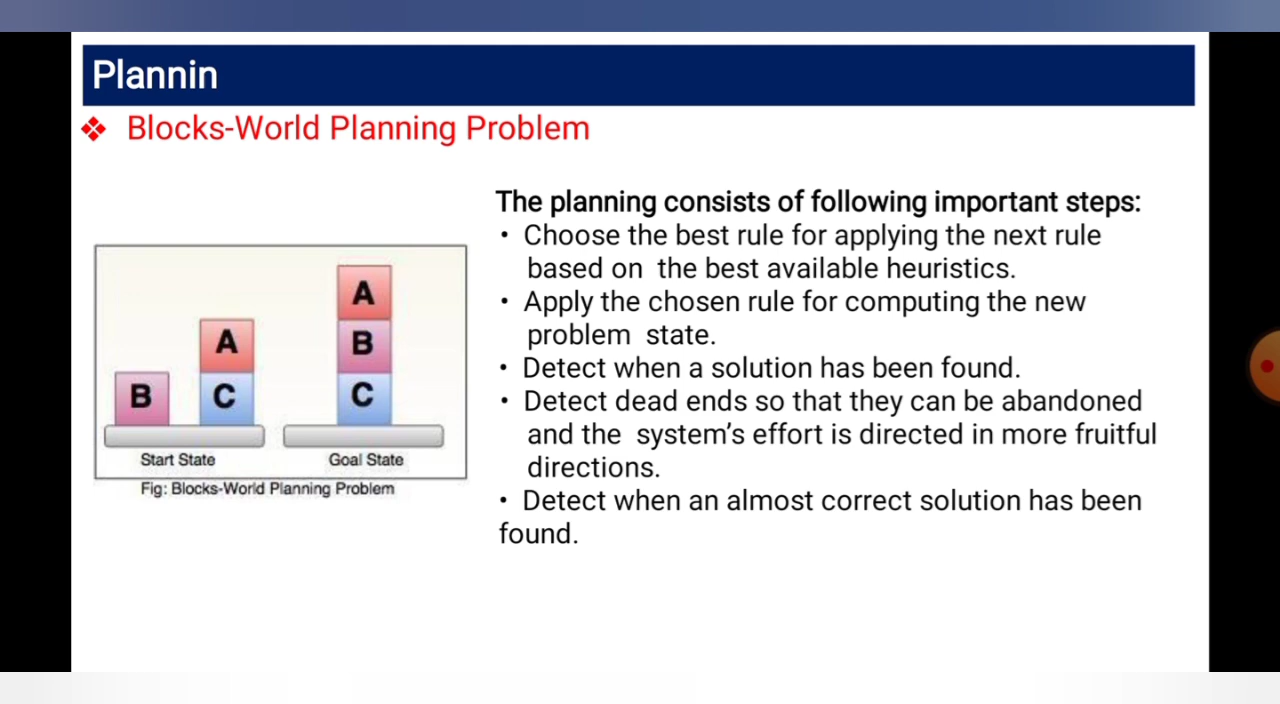 Plannin
❖ Blocks-World Planning Problem
The planning consists of following important steps:
• Choose the best rule for applying the next rule
based on the best available heuristics.
• Apply the chosen rule for computing the new
problem state.
• Detect when a solution has been found.
• Detect dead ends so that they can be abandoned
and the system’s effort is directed in more fruitful
directions.
• Detect when an almost correct solution has been
found.
A
B
C
A
B
C
Start State
Goal State
Fig: Blocks-World Planning Problem